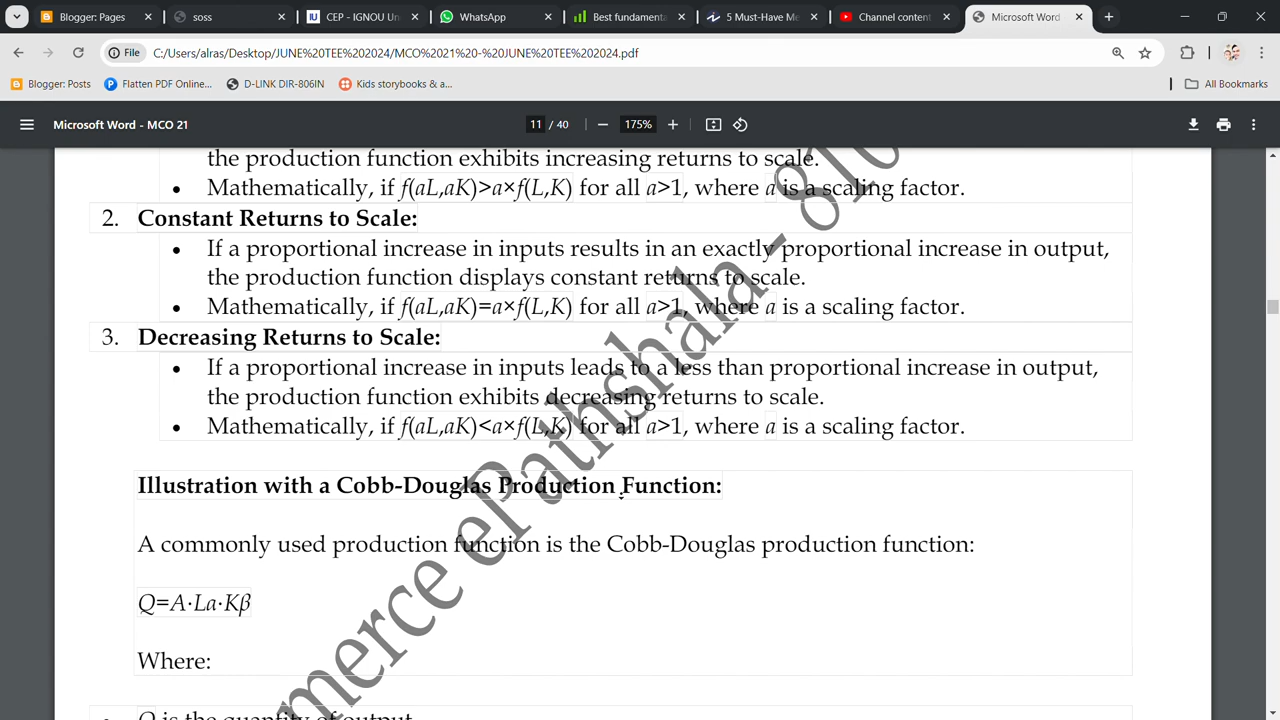 Blogger: Pages
soss
CEP - IGNOU Un
WhatsApp
Best fundamenta
5 Must-Have Me
Channel content
Microsoft Word
File
C:/Users/alras/Desktop/JUNE%20TEE%202024/MCO%2021%20-%20JUNE%20TEE%202024.pdf
Blogger: Posts
Flatten PDF Online...
D-LINK DIR-806IN
Kids storybooks & a...
All Bookmarks
Microsoft Word - MCO 21
11 / 40
175%
the production function exhibits increasing returns to scale.
• Mathematically, if f(aL,aK)>a×f(L,K) for all a>1, where a is a scaling factor.
2. Constant Returns to Scale:
• If a proportional increase in inputs results in an exactly proportional increase in output,
the production function displays constant returns to scale.
• Mathematically, if f(aL,aK)=a×f(L,K) for all a>1, where a is a scaling factor.
3. Decreasing Returns to Scale:
• If a proportional increase in inputs leads to a less than proportional increase in output,
the production function exhibits decreasing returns to scale.
• Mathematically, if f(aL,aK)<a×f(L,K) for all a>1, where a is a scaling factor.
Illustration with a Cobb-Douglas Production Function:
A commonly used production function is the Cobb-Douglas production function:
Q=A·La·Kβ
Where:
• Q is the quantity of output
merce ePathshala - 810